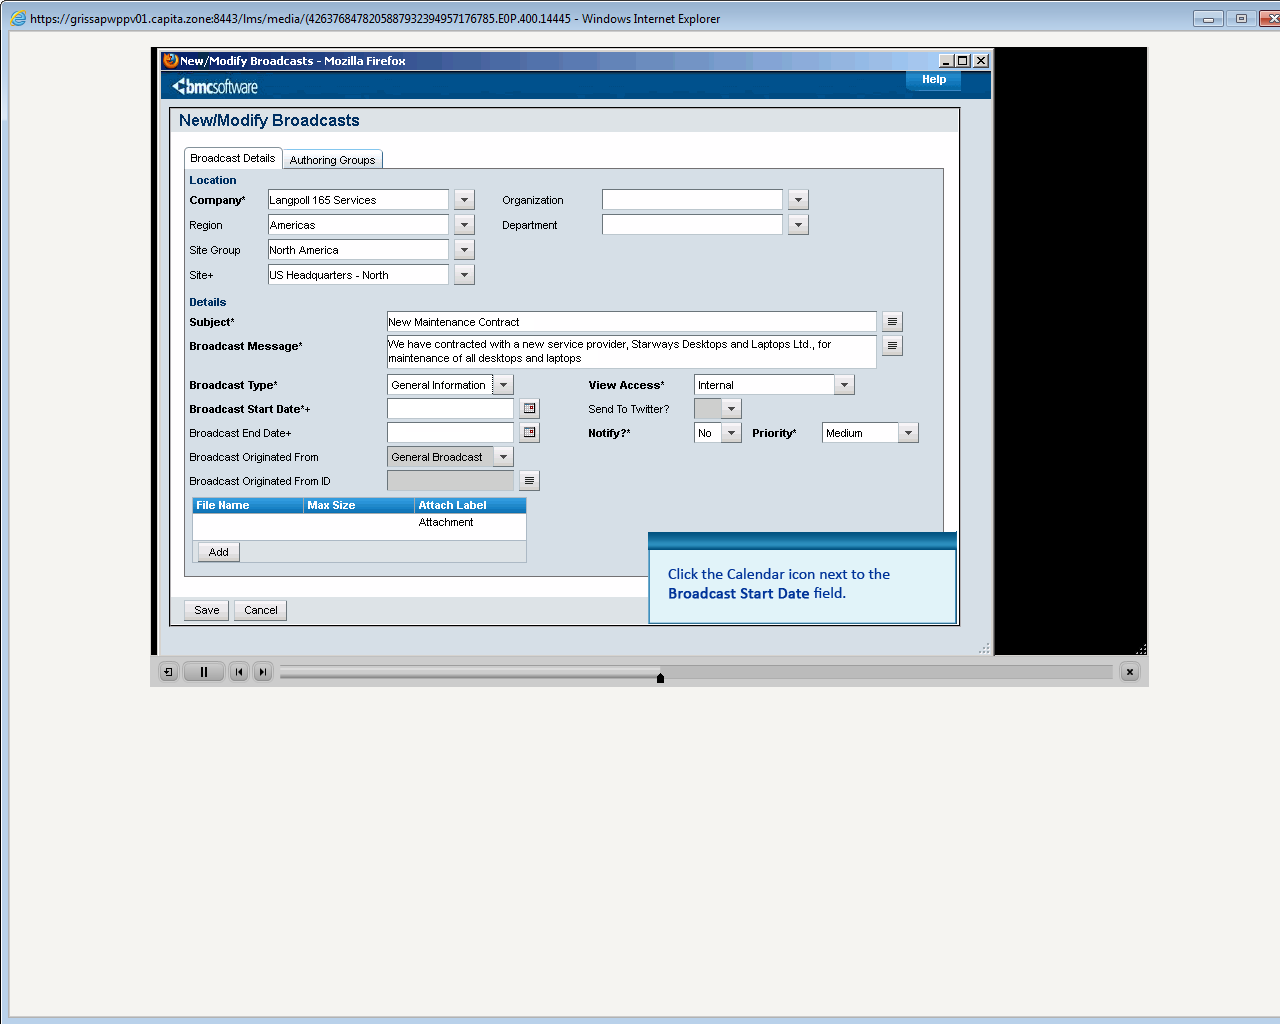 https://grissapwppv01.capita.zone:8443/lms/media/(4263768478205887932394957176785.E0P.400.14445 - Windows Internet Explorer
New/Modify Broadcasts - Mozilla Firefox
bmcsoftware
Help
New/Modify Broadcasts
Broadcast Details
Authoring Groups
Location
Company*
Langpoll 165 Services
Organization
Region
Americas
Department
Site Group
North America
Site+
US Headquarters - North
Details
Subject*
New Maintenance Contract
Broadcast Message*
We have contracted with a new service provider, Starways Desktops and Laptops Ltd., for
maintenance of all desktops and laptops
Broadcast Type*
General Information
View Access*
Internal
Broadcast Start Date*+
Send To Twitter?
Broadcast End Date+
Notify?*
No
Priority*
Medium
Broadcast Originated From
General Broadcast
Broadcast Originated From ID
File Name
Max Size
Attach Label
Attachment
Add
Click the Calendar icon next to the
Broadcast Start Date field.
Save
Cancel